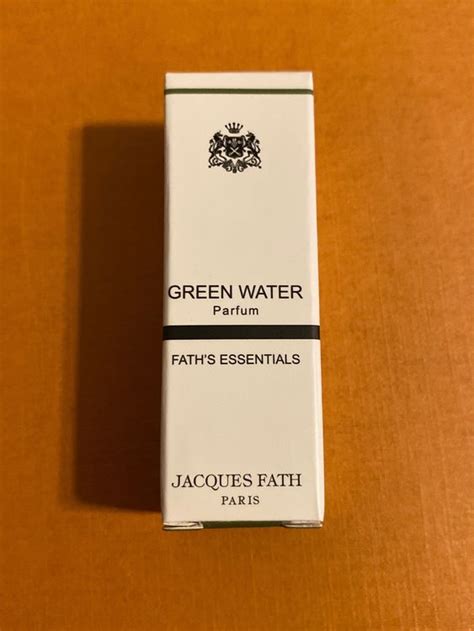 GREEN WATER
Parfum
FATH'S ESSENTIALS
JACQUES FATH
PARIS